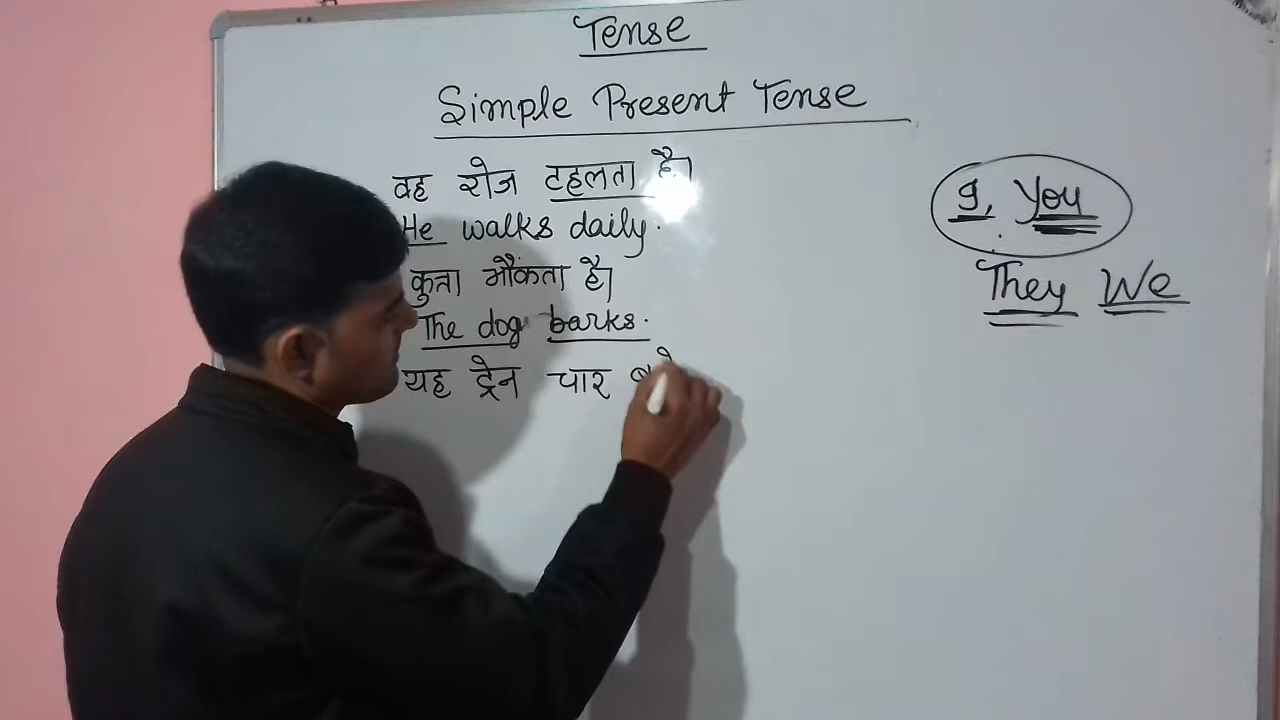 Tense
Simple Present Tense
वह रोज टहलता है।
He walks daily.
कुत्ता भौंकता है।
The dog barks.
यह ट्रेन चार
I, You
They We